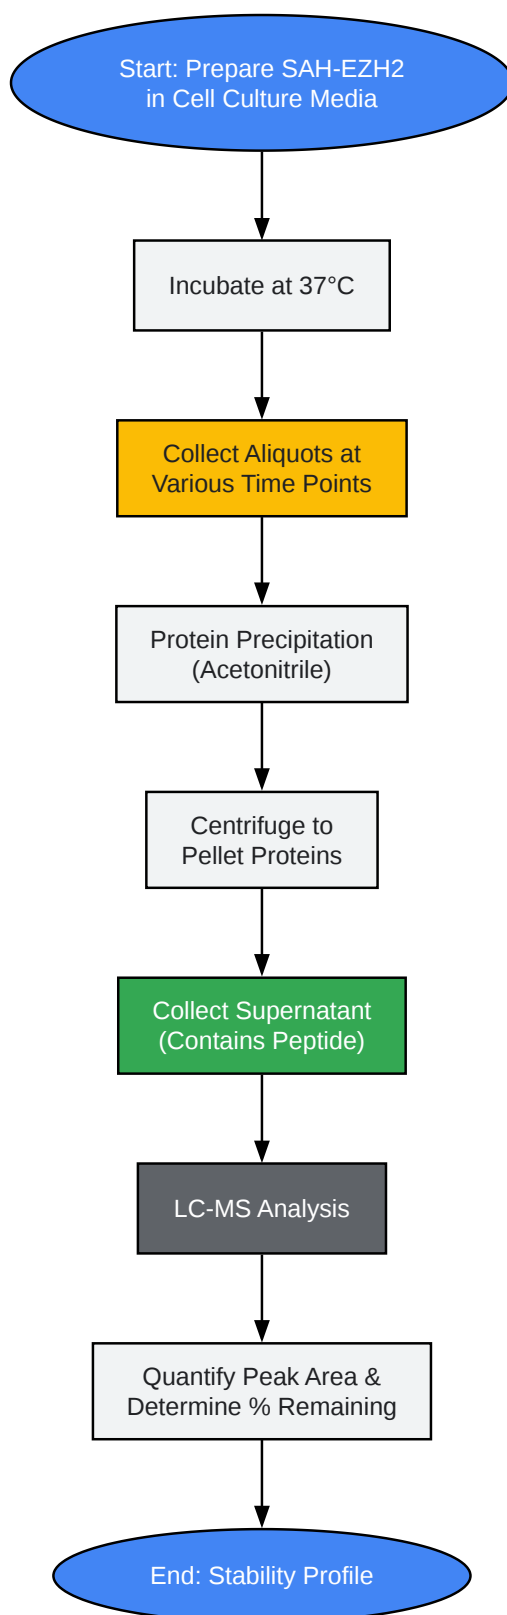 Start: Prepare SAH-EZH2
in Cell Culture Media
Incubate at 37°C
Collect Aliquots at
Various Time Points
Protein Precipitation
(Acetonitrile)
Centrifuge to
Pellet Proteins
Collect Supernatant
(Contains Peptide)
LC-MS Analysis
Quantify Peak Area &
Determine % Remaining
End: Stability Profile